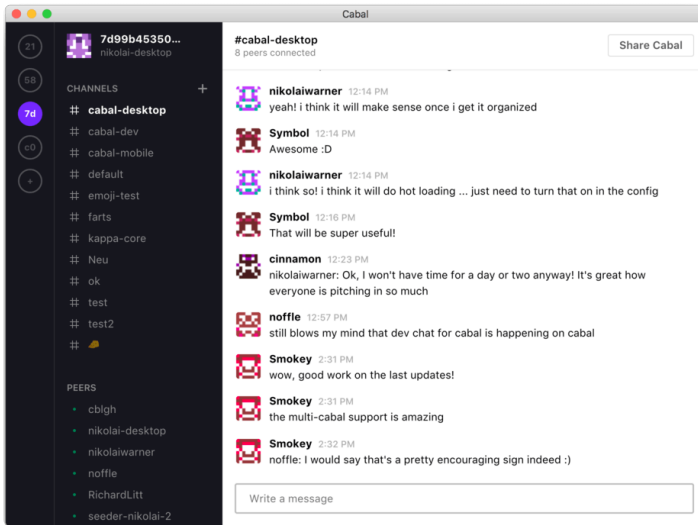 Cabal
21
58
7d
c0
+
7d99b45350...
nikolai-desktop
CHANNELS +
# cabal-desktop
# cabal-dev
# cabal-mobile
# default
# emoji-test
# farts
# kappa-core
# Neu
# ok
# test
# test2
#
PEERS
cblgh
nikolai-desktop
nikolaiwarner
noffle
RichardLitt
seeder-nikolai-2
#cabal-desktop
8 peers connected
Share Cabal
nikolaiwarner 12:14 PM
yeah! i think it will make sense once i get it organized
Symbol 12:14 PM
Awesome :D
nikolaiwarner 12:14 PM
i think so! i think it will do hot loading ... just need to turn that on in the config
Symbol 12:16 PM
That will be super useful!
cinnamon 12:23 PM
nikolaiwarner: Ok, I won't have time for a day or two anyway! It's great how
everyone is pitching in so much
noffle 12:57 PM
still blows my mind that dev chat for cabal is happening on cabal
Smokey 2:31 PM
wow, good work on the last updates!
Smokey 2:31 PM
the multi-cabal support is amazing
Smokey 2:32 PM
noffle: I would say that's a pretty encouraging sign indeed :)
Write a message